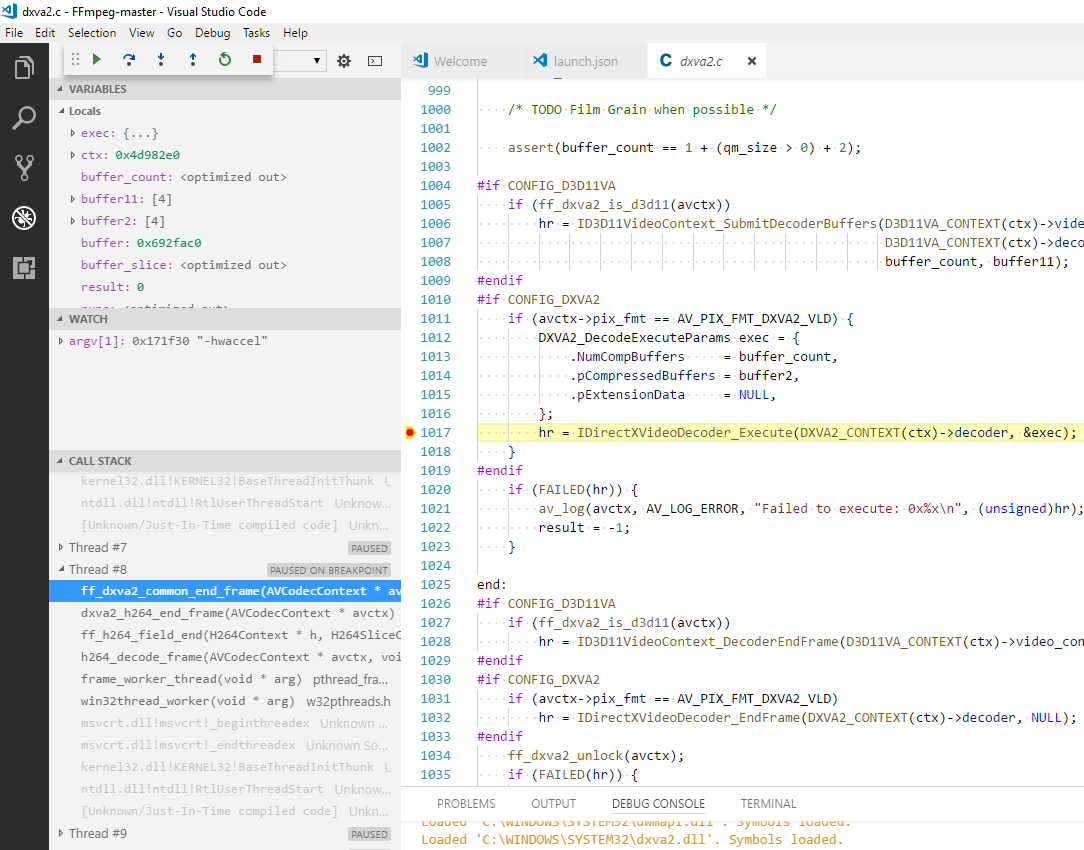 dxva2.c - FFmpeg-master - Visual Studio Code
File Edit Selection View Go Debug Tasks Help
Welcome launch.json dxva2.c
VARIABLES
Locals
exec: {...}
ctx: 0x4d982e0
buffer_count: <optimized out>
buffer11: [4]
buffer2: [4]
buffer: 0x692fac0
buffer_slice: <optimized out>
result: 0
WATCH
argv[1]: 0x171f30 "-hwaccel"
CALL STACK
kernel32.dll!KERNEL32!BaseThreadInitThunk U
ntdll.dll!ntdll!RtlUserThreadStart Unknow...
[Unknown/Just-In-Time compiled code] Unkn...
Thread #7 PAUSED
Thread #8 PAUSED ON BREAKPOINT
ff_dxva2_common_end_frame(AVCodecContext * av
dxva2_h264_end_frame(AVCodecContext * avctx)
ff_h264_field_end(H264Context * h, H264SliceC
h264_decode_frame(AVCodecContext * avctx, voi
frame_worker_thread(void * arg) pthread_fra...
win32thread_worker(void * arg) w32pthreads.h
msvcrt.dll!msvcrt!_beginthreadex Unknown ...
msvcrt.dll!msvcrt!_endthreadex Unknown So...
kernel32.dll!KERNEL32!BaseThreadInitThunk U
ntdll.dll!ntdll!RtlUserThreadStart Unknow...
[Unknown/Just-In-Time compiled code] Unkn...
Thread #9 PAUSED
999
1000 /* TODO Film Grain when possible */
1001
1002 assert(buffer_count == 1 + (qm_size > 0) + 2);
1003
1004 #if CONFIG_D3D11VA
1005 if (ff_dxva2_is_d3d11(avctx))
1006 hr = ID3D11VideoContext_SubmitDecoderBuffers(D3D11VA_CONTEXT(ctx)->vide
1007 D3D11VA_CONTEXT(ctx)->deco
1008 buffer_count, buffer11);
1009 #endif
1010 #if CONFIG_DXVA2
1011 if (avctx->pix_fmt == AV_PIX_FMT_DXVA2_VLD) {
1012 DXVA2_DecodeExecuteParams exec = {
1013 .NumCompBuffers = buffer_count,
1014 .pCompressedBuffers = buffer2,
1015 .pExtensionData = NULL,
1016 };
1017 hr = IDirectXVideoDecoder_Execute(DXVA2_CONTEXT(ctx)->decoder, &exec);
1018 }
1019 #endif
1020 if (FAILED(hr)) {
1021 av_log(avctx, AV_LOG_ERROR, "Failed to execute: 0x%x\n", (unsigned)hr);
1022 result = -1;
1023 }
1024
1025 end:
1026 #if CONFIG_D3D11VA
1027 if (ff_dxva2_is_d3d11(avctx))
1028 hr = ID3D11VideoContext_DecoderEndFrame(D3D11VA_CONTEXT(ctx)->video_con
1029 #endif
1030 #if CONFIG_DXVA2
1031 if (avctx->pix_fmt == AV_PIX_FMT_DXVA2_VLD)
1032 hr = IDirectXVideoDecoder_EndFrame(DXVA2_CONTEXT(ctx)->decoder, NULL);
1033 #endif
1034 ff_dxva2_unlock(avctx);
1035 if (FAILED(hr)) {
PROBLEMS OUTPUT DEBUG CONSOLE TERMINAL
Loaded 'C:\WINDOWS\SYSTEM32\dwmapi.dll'. Symbols loaded.
Loaded 'C:\WINDOWS\SYSTEM32\dxva2.dll'. Symbols loaded.